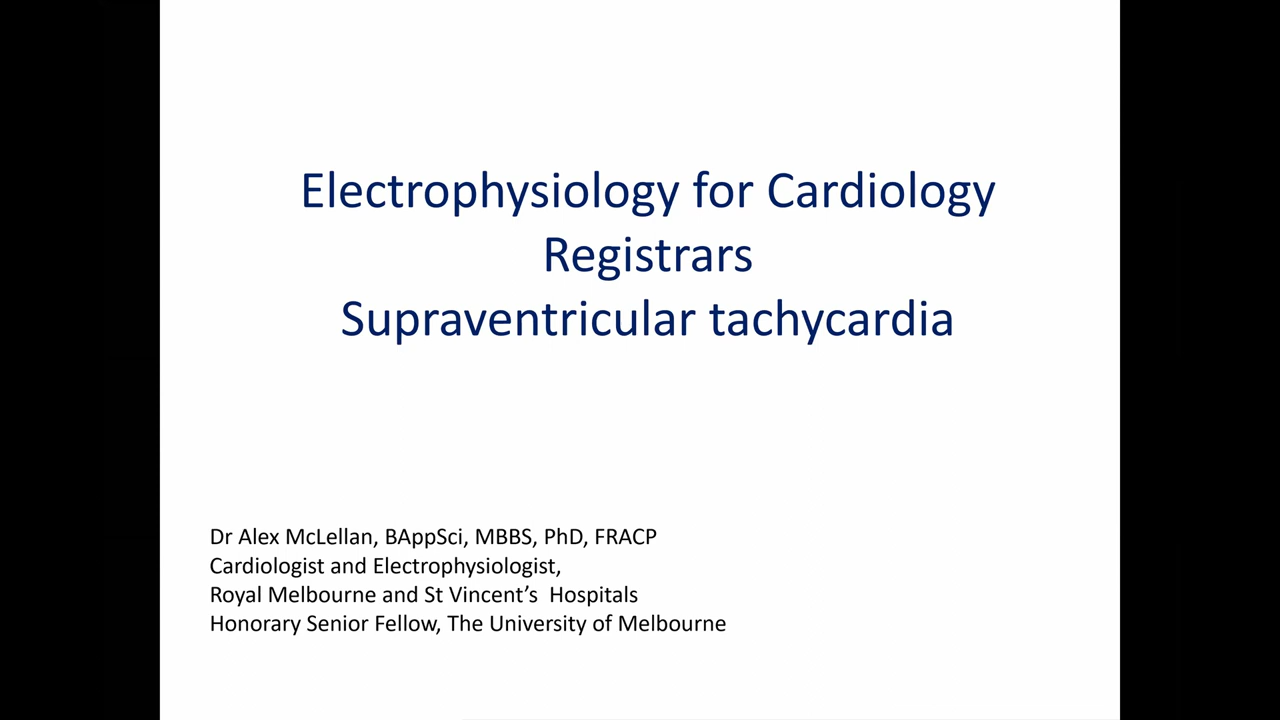 Electrophysiology for Cardiology
Registrars
Supraventricular tachycardia
Dr Alex McLellan, BAppSci, MBBS, PhD, FRACP
Cardiologist and Electrophysiologist,
Royal Melbourne and St Vincent’s  Hospitals
Honorary Senior Fellow, The University of Melbourne